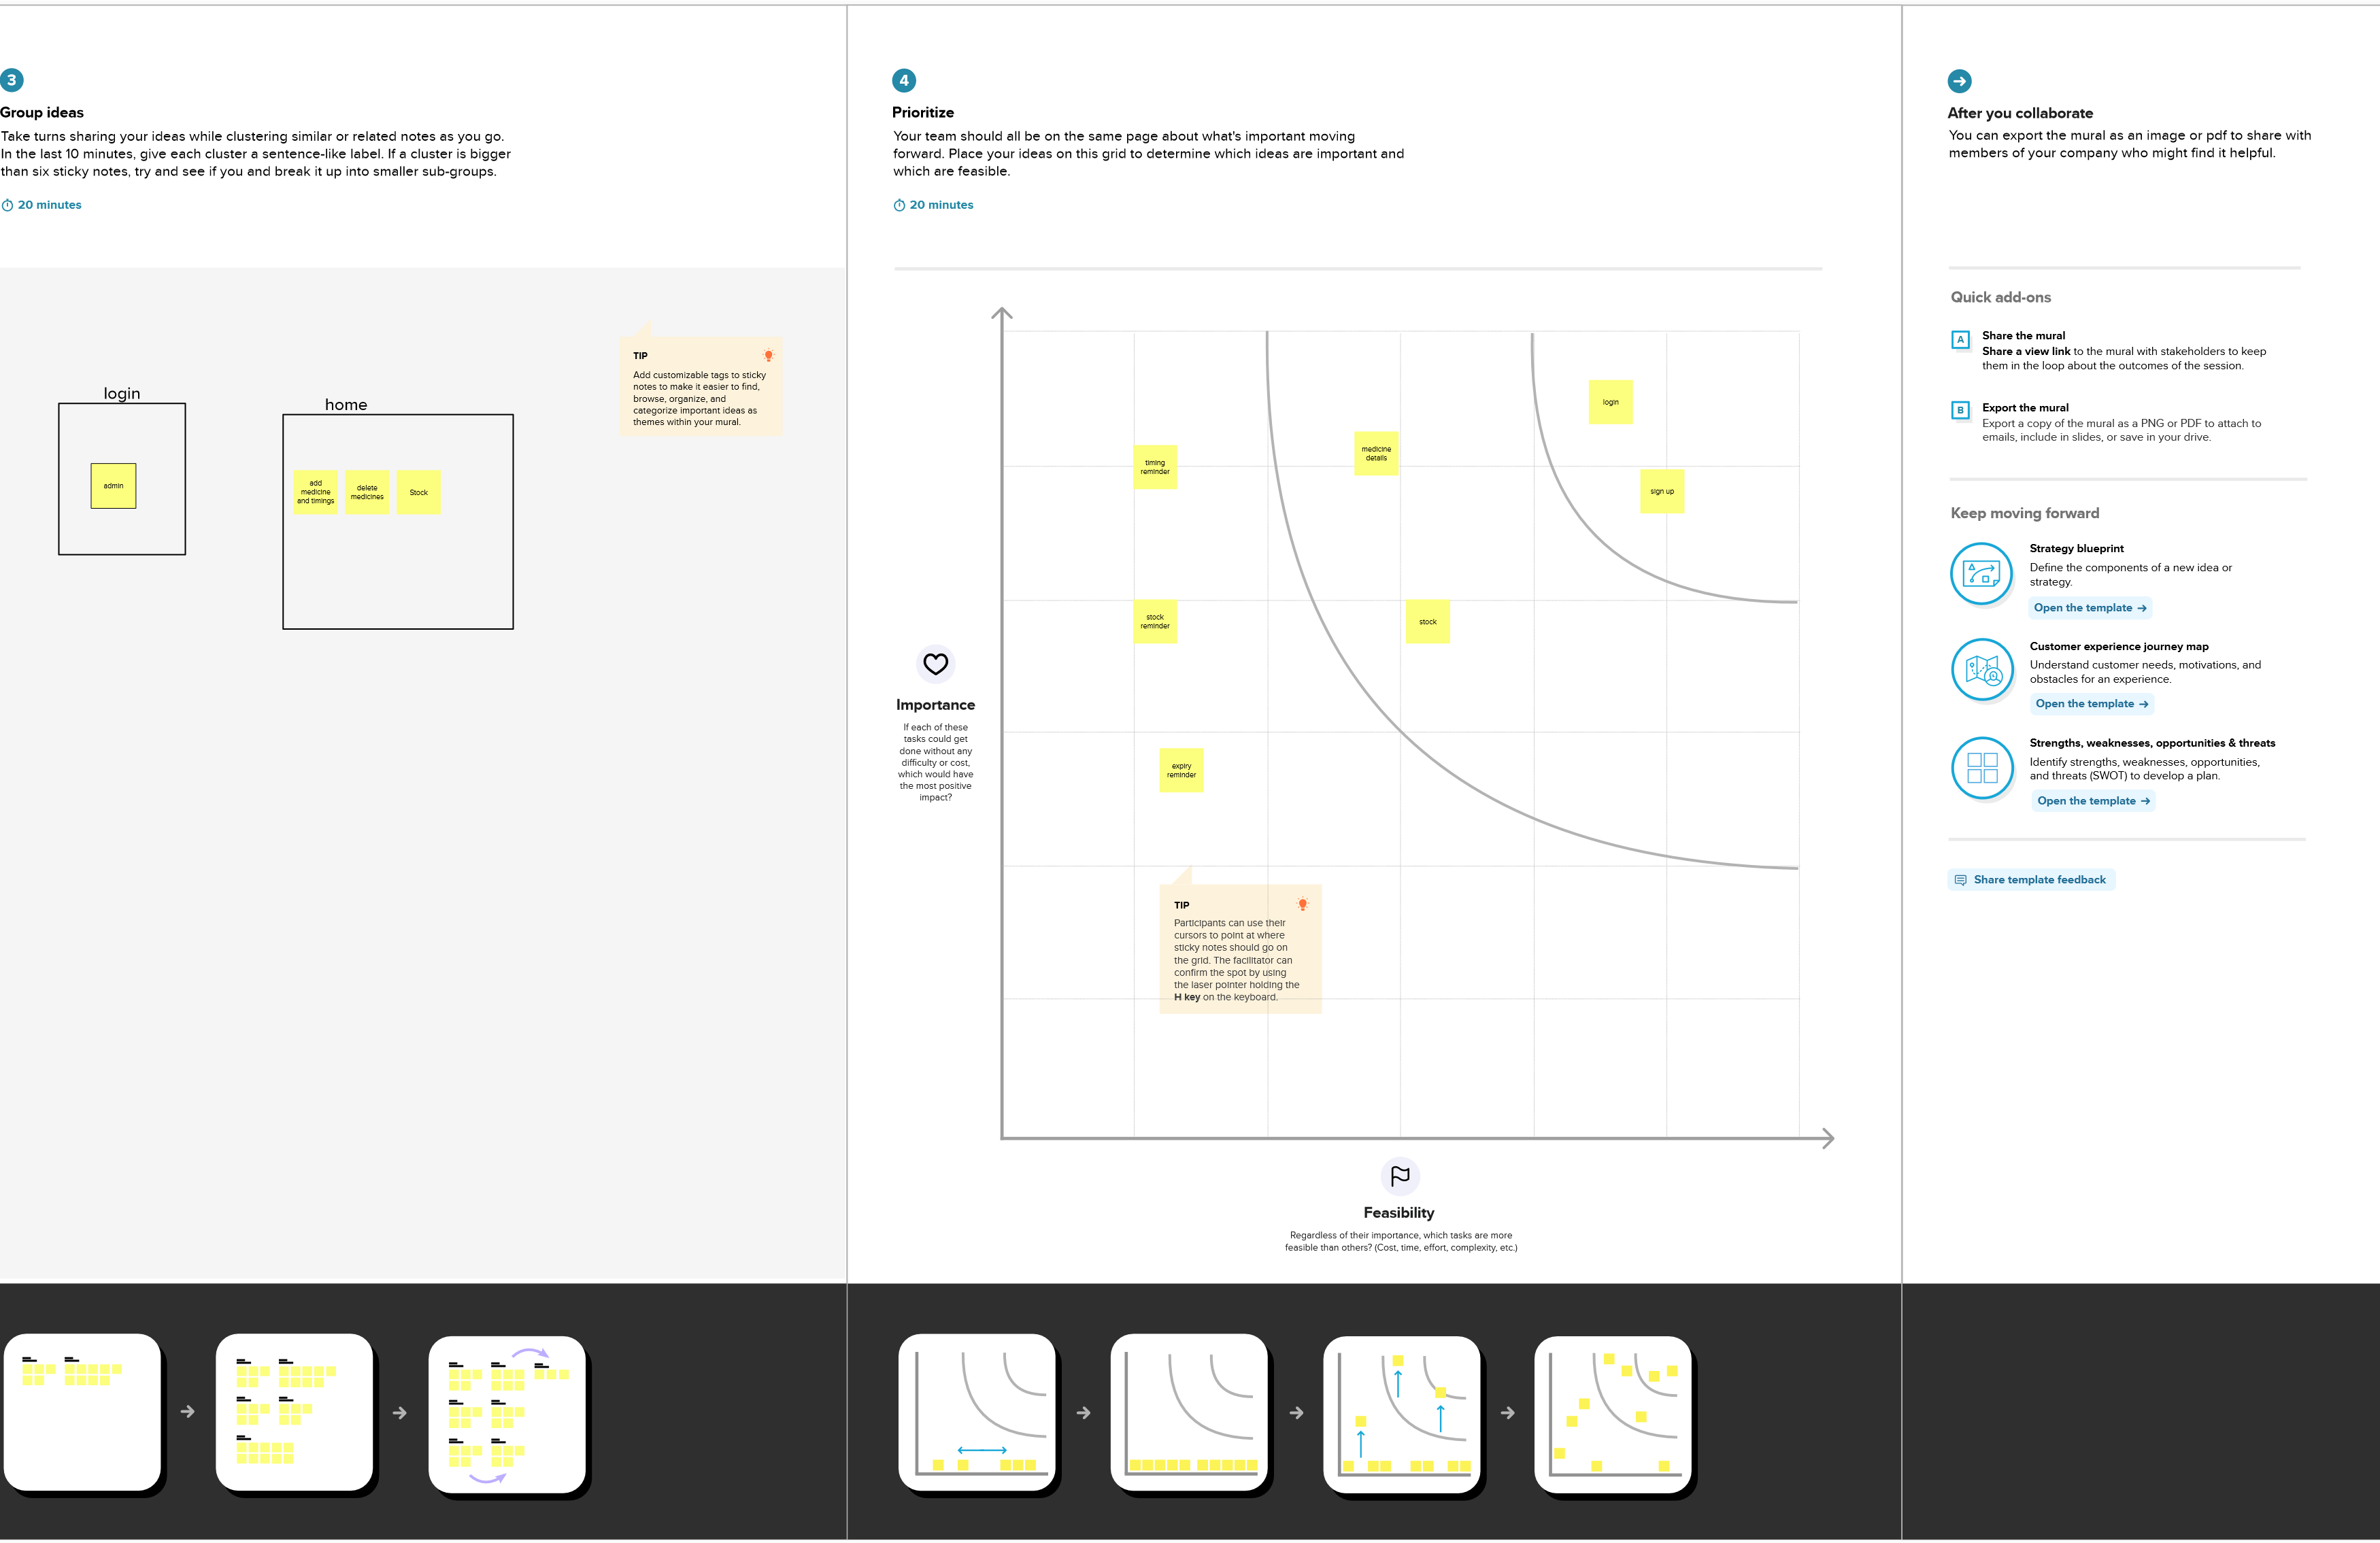 3
Group ideas
Take turns sharing your ideas while clustering similar or related notes as you go.
In the last 10 minutes, give each cluster a sentence-like label. If a cluster is bigger
than six sticky notes, try and see if you and break it up into smaller sub-groups.
20 minutes
TIP
Add customizable tags to sticky
notes to make it easier to find,
browse, organize, and
categorize important ideas as
themes within your mural.
login
admin
home
add
medicine
and timings
delete
medicines
Stock
4
Prioritize
Your team should all be on the same page about what's important moving
forward. Place your ideas on this grid to determine which ideas are important and
which are feasible.
20 minutes
login
medicine
details
timing
reminder
sign up
stock
reminder
stock
expiry
reminder
Importance
If each of these
tasks could get
done without any
difficulty or cost,
which would have
the most positive
impact?
TIP
Participants can use their
cursors to point at where
sticky notes should go on
the grid. The facilitator can
confirm the spot by using
the laser pointer holding the
H key on the keyboard.
Feasibility
Regardless of their importance, which tasks are more
feasible than others? (Cost, time, effort, complexity, etc.)
After you collaborate
You can export the mural as an image or pdf to share with
members of your company who might find it helpful.
Quick add-ons
A
Share the mural
Share a view link to the mural with stakeholders to keep
them in the loop about the outcomes of the session.
B
Export the mural
Export a copy of the mural as a PNG or PDF to attach to
emails, include in slides, or save in your drive.
Keep moving forward
Strategy blueprint
Define the components of a new idea or
strategy.
Open the template
Customer experience journey map
Understand customer needs, motivations, and
obstacles for an experience.
Open the template
Strengths, weaknesses, opportunities & threats
Identify strengths, weaknesses, opportunities,
and threats (SWOT) to develop a plan.
Open the template
Share template feedback